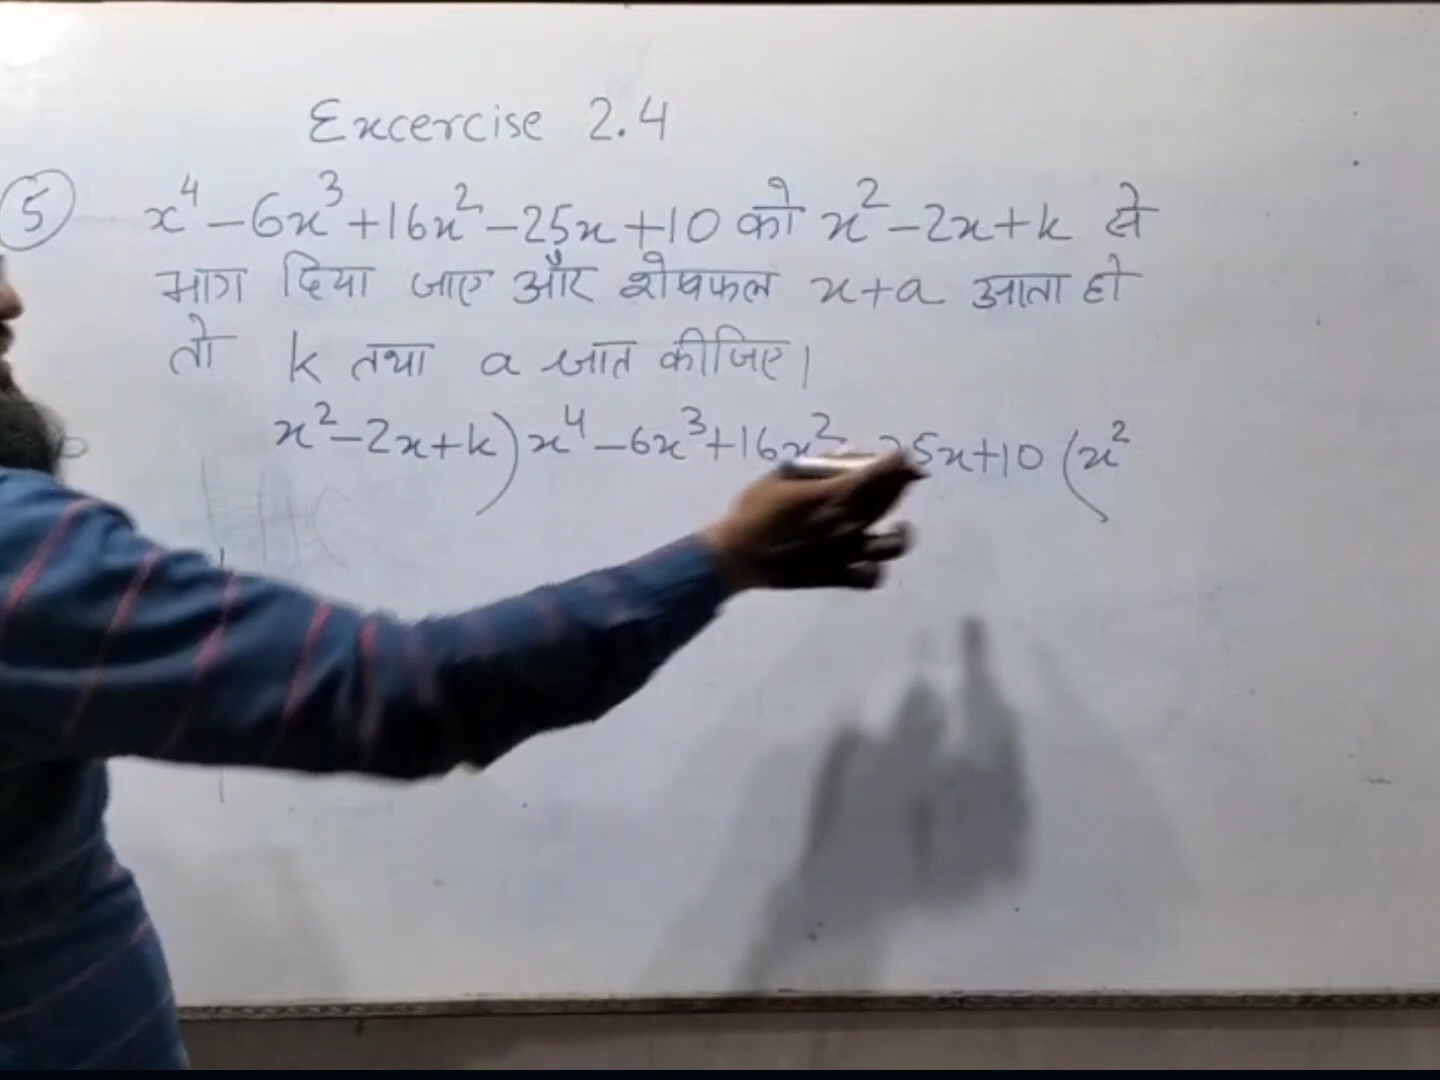 Excercise 2.4
5 x⁴-6x³+16x²-25x+10 को x²-2x+k से
भाग दिया जाए और शेषफल x+a आता हो
तो k तथा a ज्ञात कीजिए।
x²-2x+k)x⁴-6x³+16x²-25x+10(x²